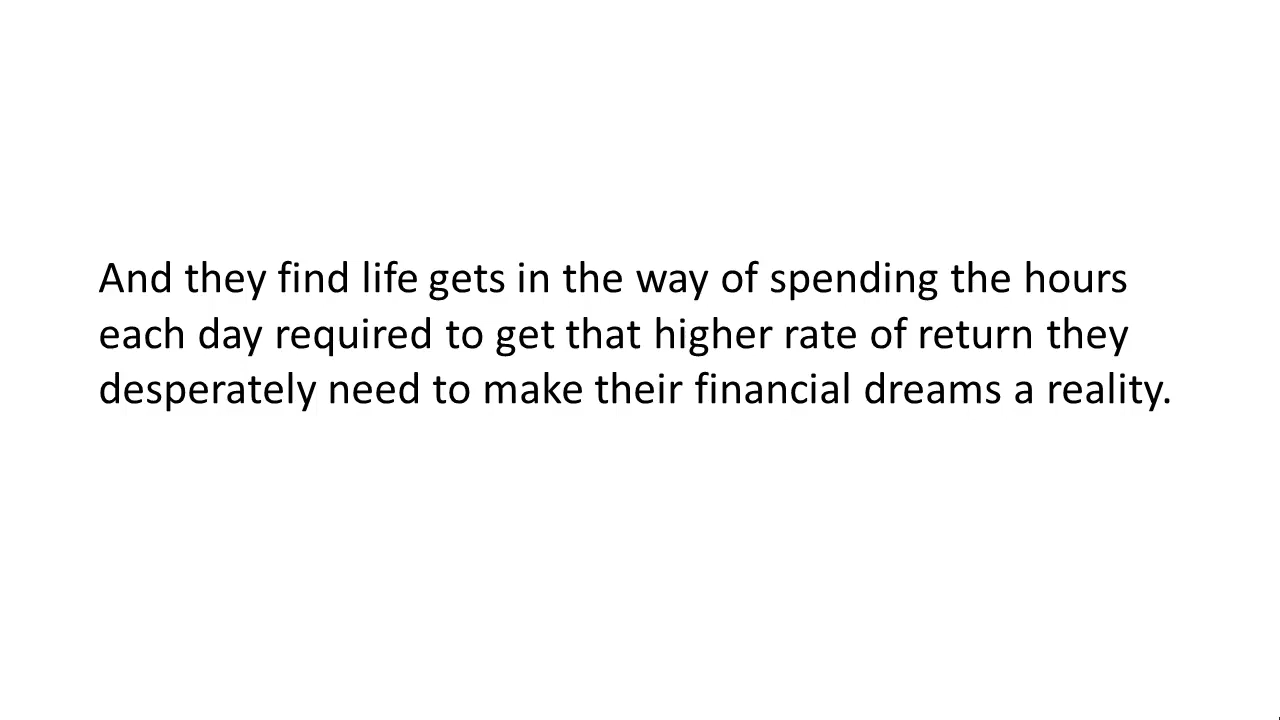 And they find life gets in the way of spending the hours
each day required to get that higher rate of return they
desperately need to make their financial dreams a reality.